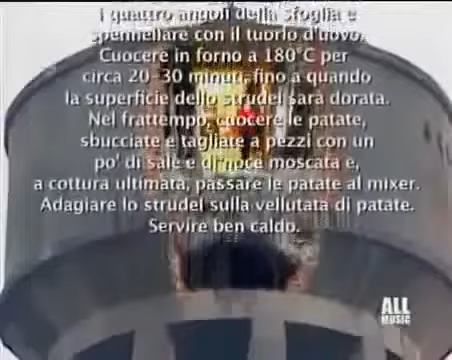 i quattro angoli della sfoglia e
spennellare con il tuorlo d'uovo.
Cuocere in forno a 180°C per
circa 20-30 minuti, fino a quando
la superficie dello strudel sarà dorata.
Nel frattempo, cuocere le patate,
sbucciate e tagliate a pezzi con un
po' di sale e di noce moscata e,
a cottura ultimata, passare le patate al mixer.
Adagiare lo strudel sulla vellutata di patate.
Servire ben caldo.
ALL
MUSIC